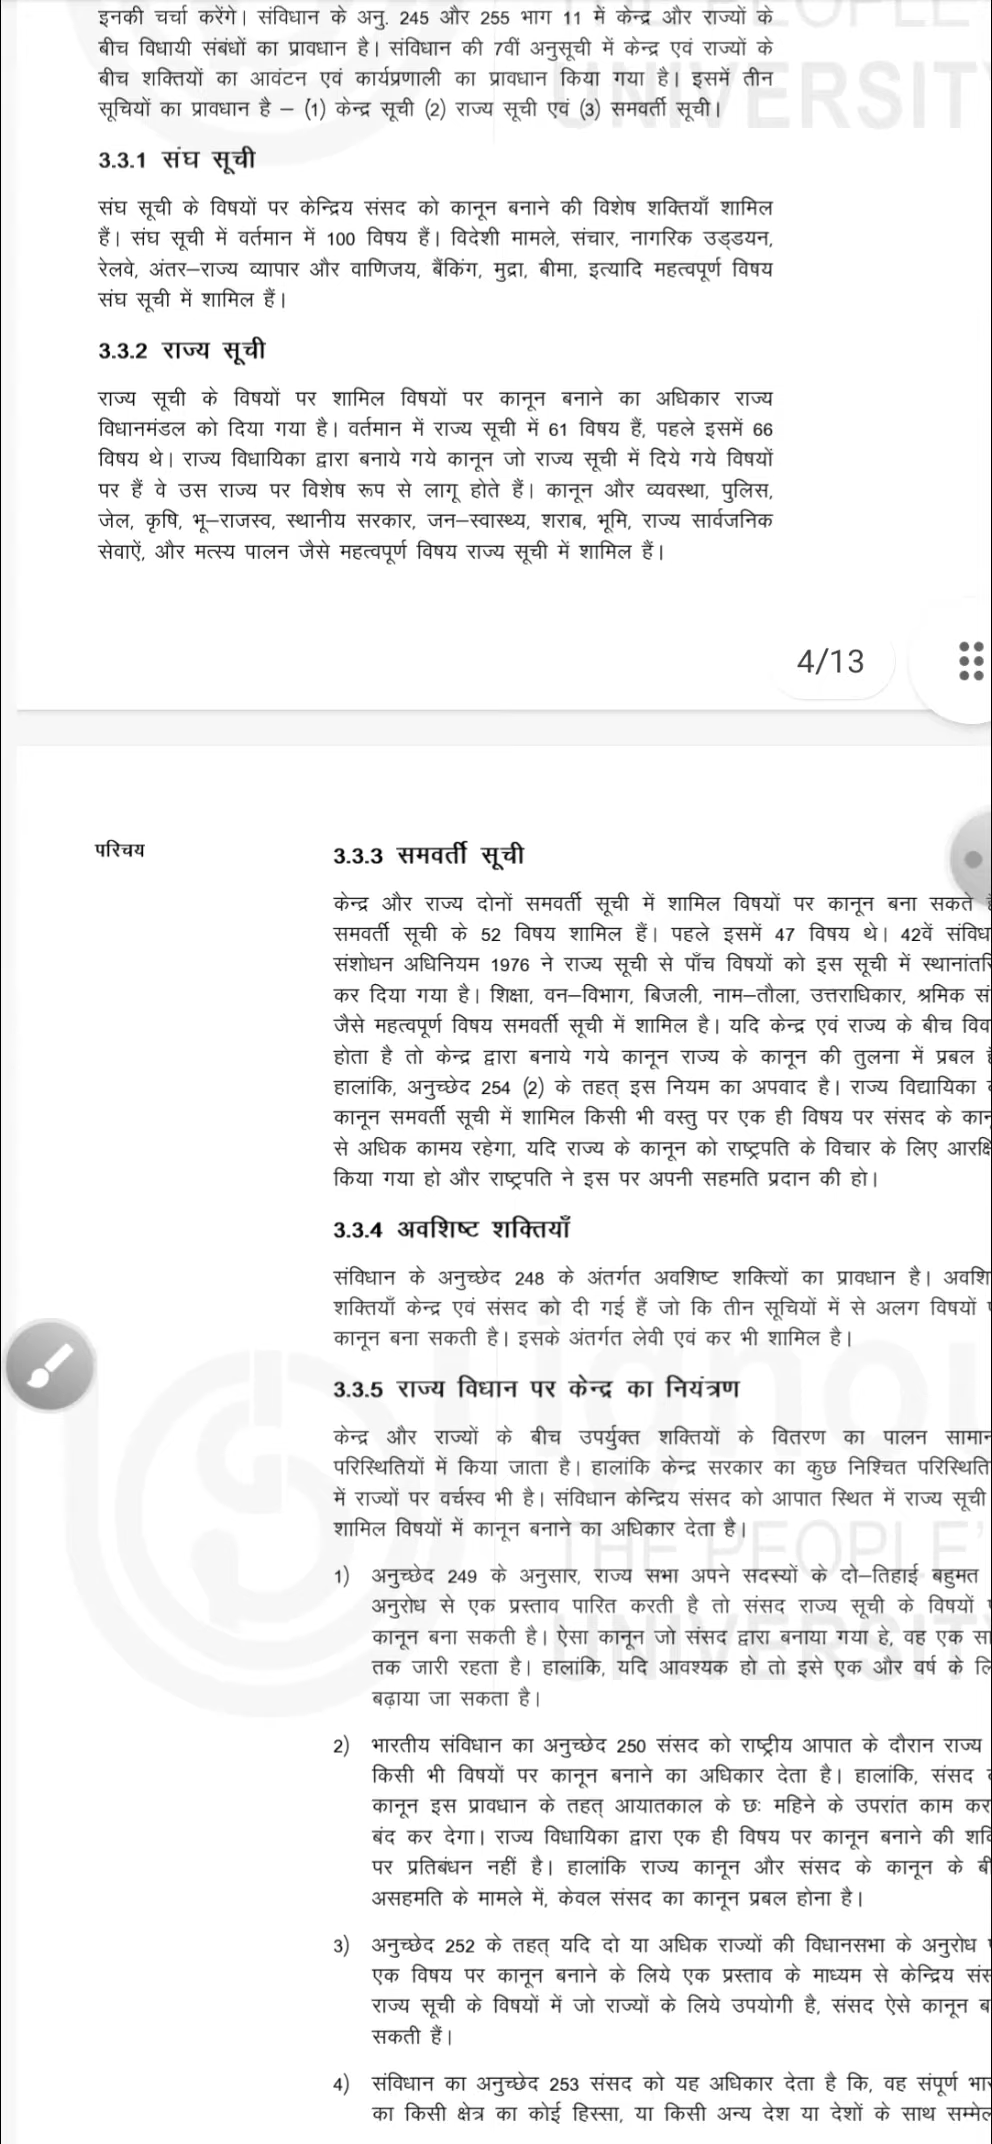 इनकी चर्चा करेंगे। संविधान के अनु. 245 और 255 भाग 11 में केन्द्र और राज्यों के
बीच विधायी संबंधों का प्रावधान है। संविधान की 7वीं अनुसूची में केन्द्र एवं राज्यों के
बीच शक्तियों का आवंटन एवं कार्यप्रणाली का प्रावधान किया गया है। इसमें तीन
सूचियों का प्रावधान है – (1) केन्द्र सूची (2) राज्य सूची एवं (3) समवर्ती सूची।
3.3.1 संघ सूची
संघ सूची के विषयों पर केन्द्रिय संसद को कानून बनाने की विशेष शक्तियाँ शामिल
हैं। संघ सूची में वर्तमान में 100 विषय हैं। विदेशी मामले, संचार, नागरिक उड्डयन,
रेलवे, अंतर–राज्य व्यापार और वाणिजय, बैंकिंग, मुद्रा, बीमा, इत्यादि महत्वपूर्ण विषय
संघ सूची में शामिल हैं।
3.3.2 राज्य सूची
राज्य सूची के विषयों पर शामिल विषयों पर कानून बनाने का अधिकार राज्य
विधानमंडल को दिया गया है। वर्तमान में राज्य सूची में 61 विषय हैं, पहले इसमें 66
विषय थे। राज्य विधायिका द्वारा बनाये गये कानून जो राज्य सूची में दिये गये विषयों
पर हैं वे उस राज्य पर विशेष रूप से लागू होते हैं। कानून और व्यवस्था, पुलिस,
जेल, कृषि, भू–राजस्व, स्थानीय सरकार, जन–स्वास्थ्य, शराब, भूमि, राज्य सार्वजनिक
सेवाऐं, और मत्स्य पालन जैसे महत्वपूर्ण विषय राज्य सूची में शामिल हैं।
4/13
परिचय
3.3.3 समवर्ती सूची
केन्द्र और राज्य दोनों समवर्ती सूची में शामिल विषयों पर कानून बना सकते
समवर्ती सूची के 52 विषय शामिल हैं। पहले इसमें 47 विषय थे। 42वें संविध
संशोधन अधिनियम 1976 ने राज्य सूची से पाँच विषयों को इस सूची में स्थानांतरि
कर दिया गया है। शिक्षा, वन–विभाग, बिजली, नाम–तौला, उत्तराधिकार, श्रमिक सं
जैसे महत्वपूर्ण विषय समवर्ती सूची में शामिल है। यदि केन्द्र एवं राज्य के बीच विव
होता है तो केन्द्र द्वारा बनाये गये कानून राज्य के कानून की तुलना में प्रबल
हालांकि, अनुच्छेद 254 (2) के तहत् इस नियम का अपवाद है। राज्य विद्यायिका
कानून समवर्ती सूची में शामिल किसी भी वस्तु पर एक ही विषय पर संसद के कान
से अधिक कामय रहेगा, यदि राज्य के कानून को राष्ट्रपति के विचार के लिए आरक्षि
किया गया हो और राष्ट्रपति ने इस पर अपनी सहमति प्रदान की हो।
3.3.4 अवशिष्ट शक्तियाँ
संविधान के अनुच्छेद 248 के अंतर्गत अवशिष्ट शक्त्यिों का प्रावधान है। अवशि
शक्तियाँ केन्द्र एवं संसद को दी गई हैं जो कि तीन सूचियों में से अलग विषयों
कानून बना सकती है। इसके अंतर्गत लेवी एवं कर भी शामिल है।
3.3.5 राज्य विधान पर केन्द्र का नियंत्रण
केन्द्र और राज्यों के बीच उपर्युक्त शक्तियों के वितरण का पालन सामान
परिस्थितियों में किया जाता है। हालांकि केन्द्र सरकार का कुछ निश्चित परिस्थिति
में राज्यों पर वर्चस्व भी है। संविधान केन्द्रिय संसद को आपात स्थित में राज्य सूची
शामिल विषयों में कानून बनाने का अधिकार देता है।
1) अनुच्छेद 249 के अनुसार, राज्य सभा अपने सदस्यों के दो–तिहाई बहुमत
अनुरोध से एक प्रस्ताव पारित करती है तो संसद राज्य सूची के विषयों
कानून बना सकती है। ऐसा कानून जो संसद द्वारा बनाया गया हे, वह एक सा
तक जारी रहता है। हालांकि, यदि आवश्यक हो तो इसे एक और वर्ष के लि
बढ़ाया जा सकता है।
2) भारतीय संविधान का अनुच्छेद 250 संसद को राष्ट्रीय आपात के दौरान राज्य
किसी भी विषयों पर कानून बनाने का अधिकार देता है। हालांकि, संसद
कानून इस प्रावधान के तहत् आयातकाल के छः महिने के उपरांत काम कर
बंद कर देगा। राज्य विधायिका द्वारा एक ही विषय पर कानून बनाने की शक्ति
पर प्रतिबंधन नहीं है। हालांकि राज्य कानून और संसद के कानून के बी
असहमति के मामले में, केवल संसद का कानून प्रबल होना है।
3) अनुच्छेद 252 के तहत् यदि दो या अधिक राज्यों की विधानसभा के अनुरोध
एक विषय पर कानून बनाने के लिये एक प्रस्ताव के माध्यम से केन्द्रिय संस
राज्य सूची के विषयों में जो राज्यों के लिये उपयोगी है, संसद ऐसे कानून ब
सकती हैं।
4) संविधान का अनुच्छेद 253 संसद को यह अधिकार देता है कि, वह संपूर्ण भार
का किसी क्षेत्र का कोई हिस्सा, या किसी अन्य देश या देशों के साथ सम्मेल